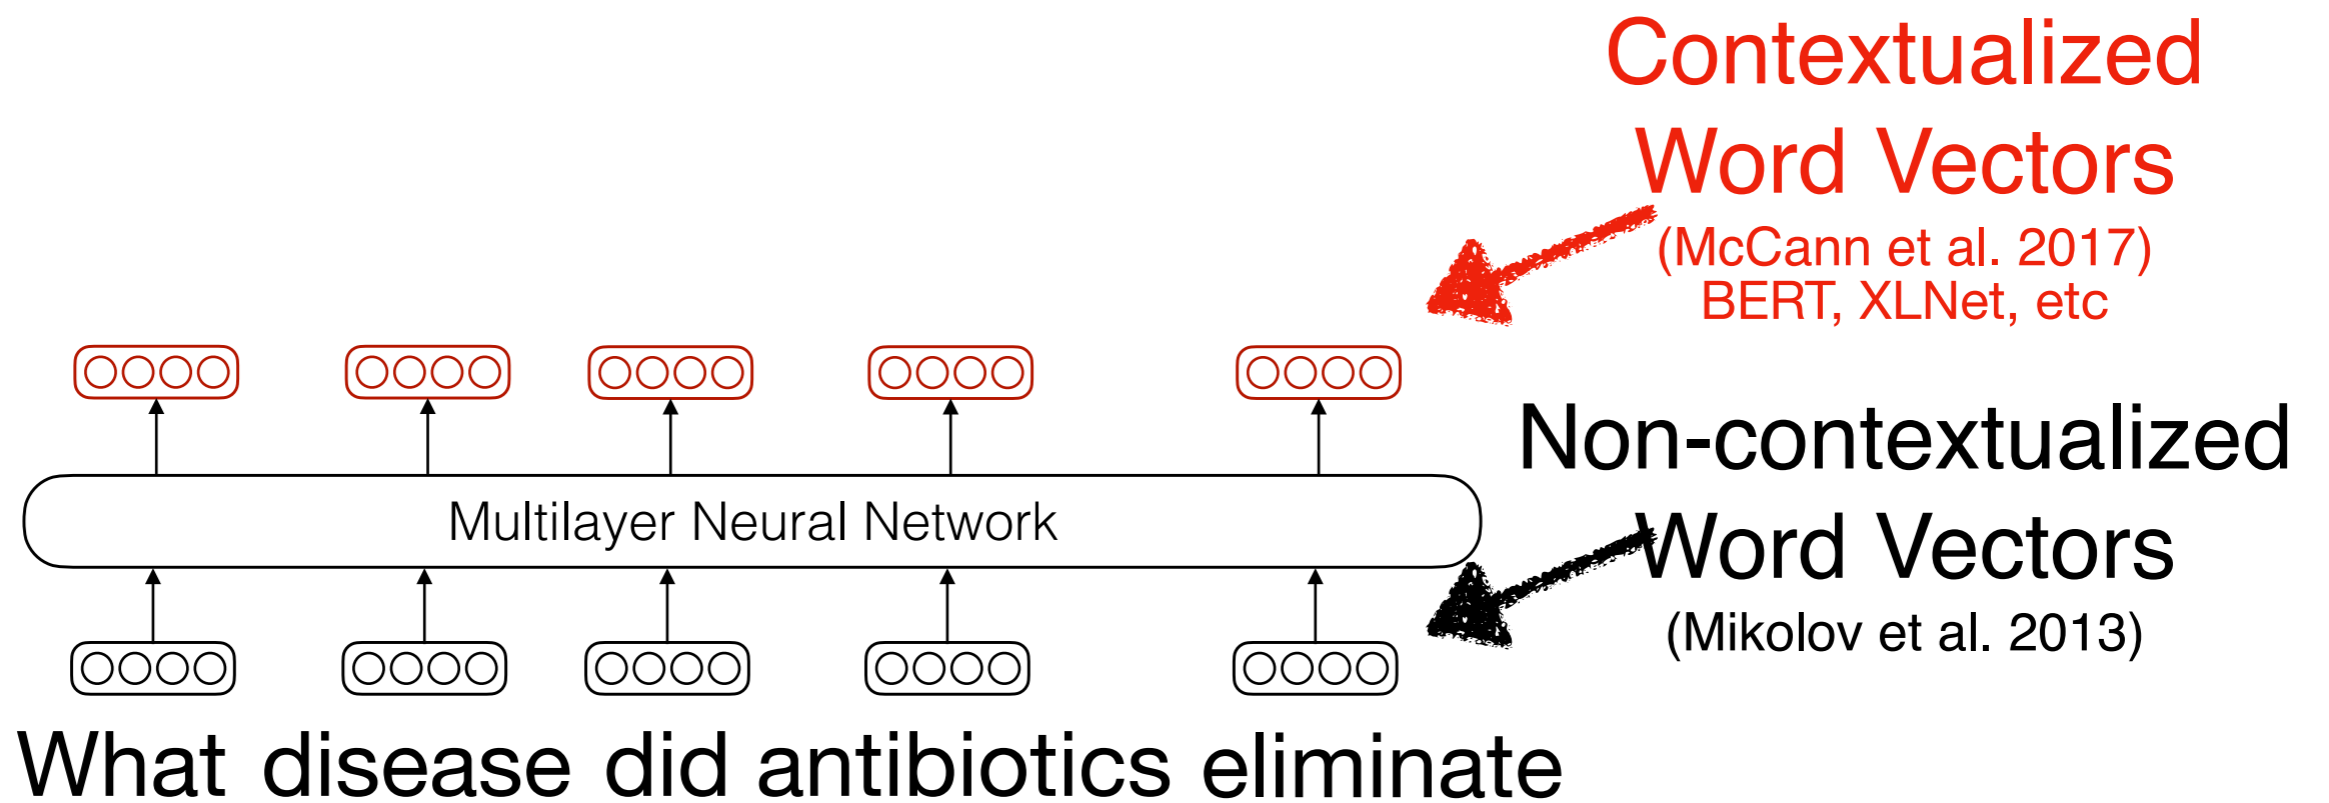 Contextualized
Word Vectors
(McCann et al. 2017)
BERT, XLNet, etc
Non-contextualized
Word Vectors
(Mikolov et al. 2013)
Multilayer Neural Network
What disease did antibiotics eliminate